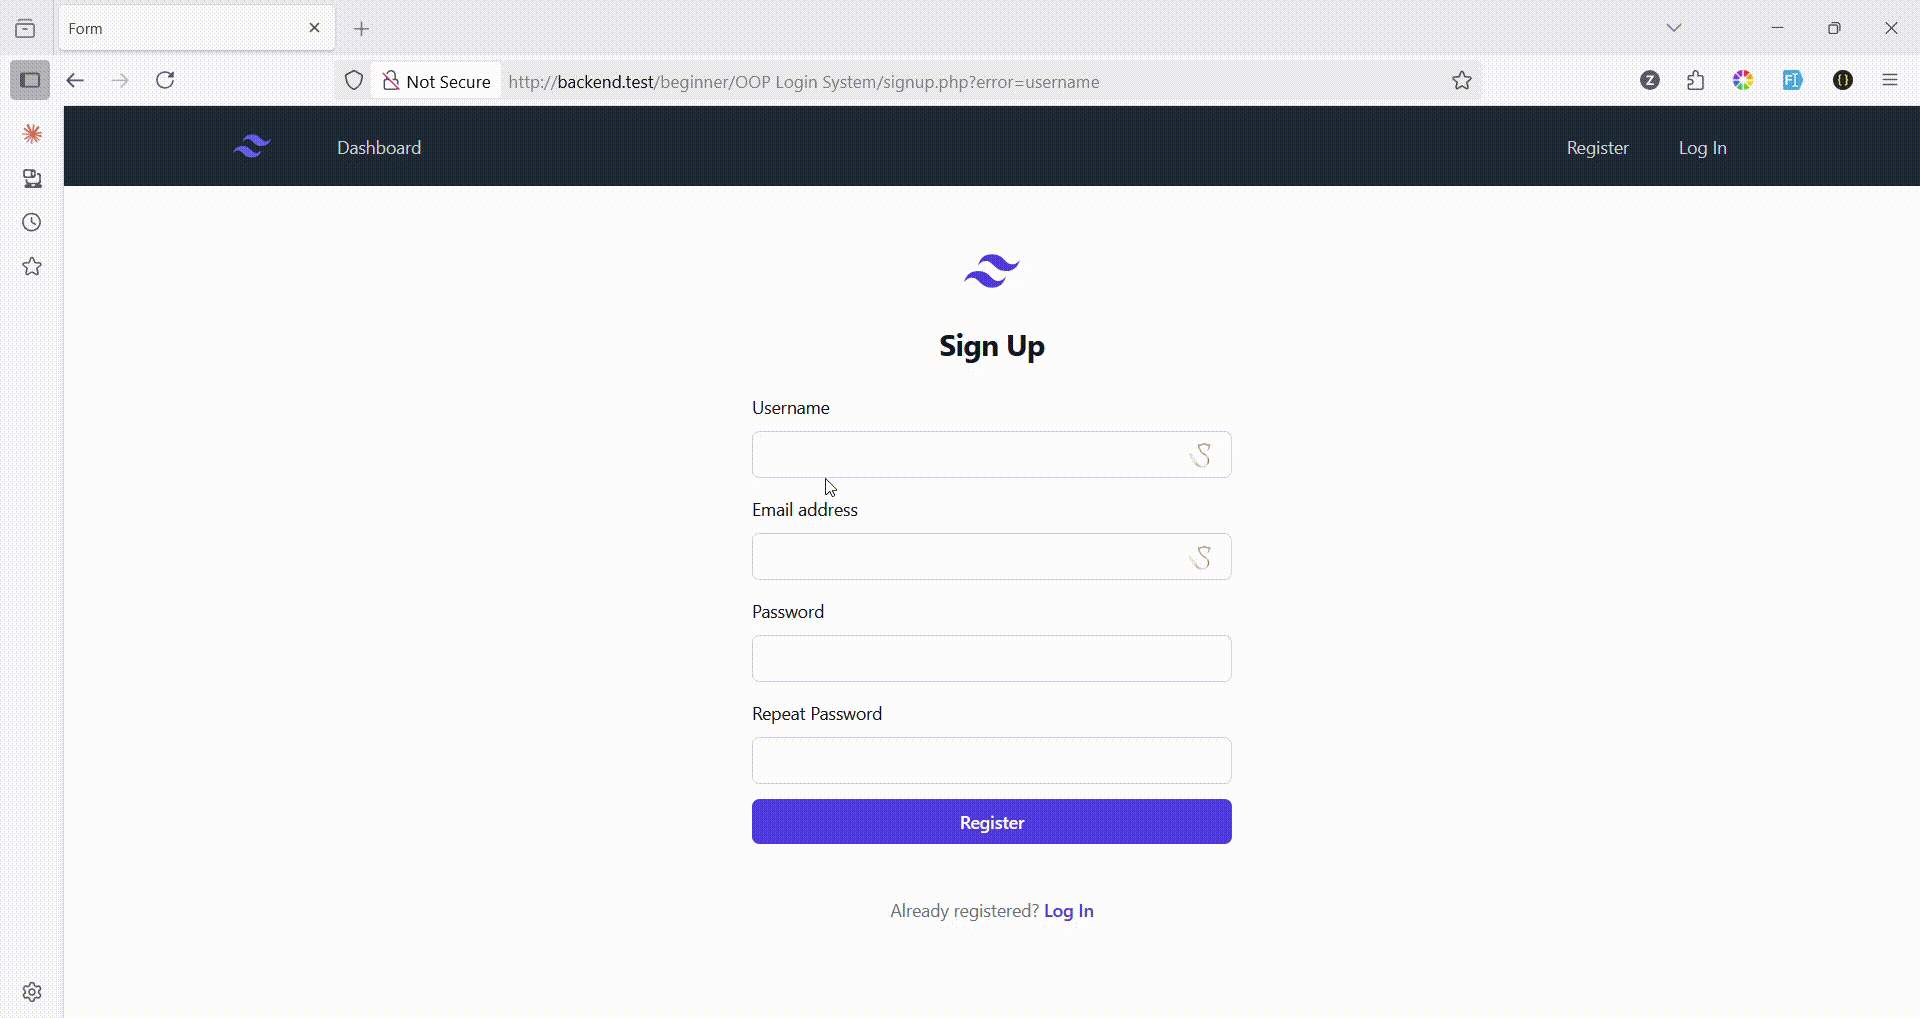 Form
Not Secure http://backend.test/beginner/OOP Login System/signup.php?error=username
Z
FI
{}
Dashboard
Register
Log In
Sign Up
Username
Email address
Password
Repeat Password
Register
Already registered? Log In